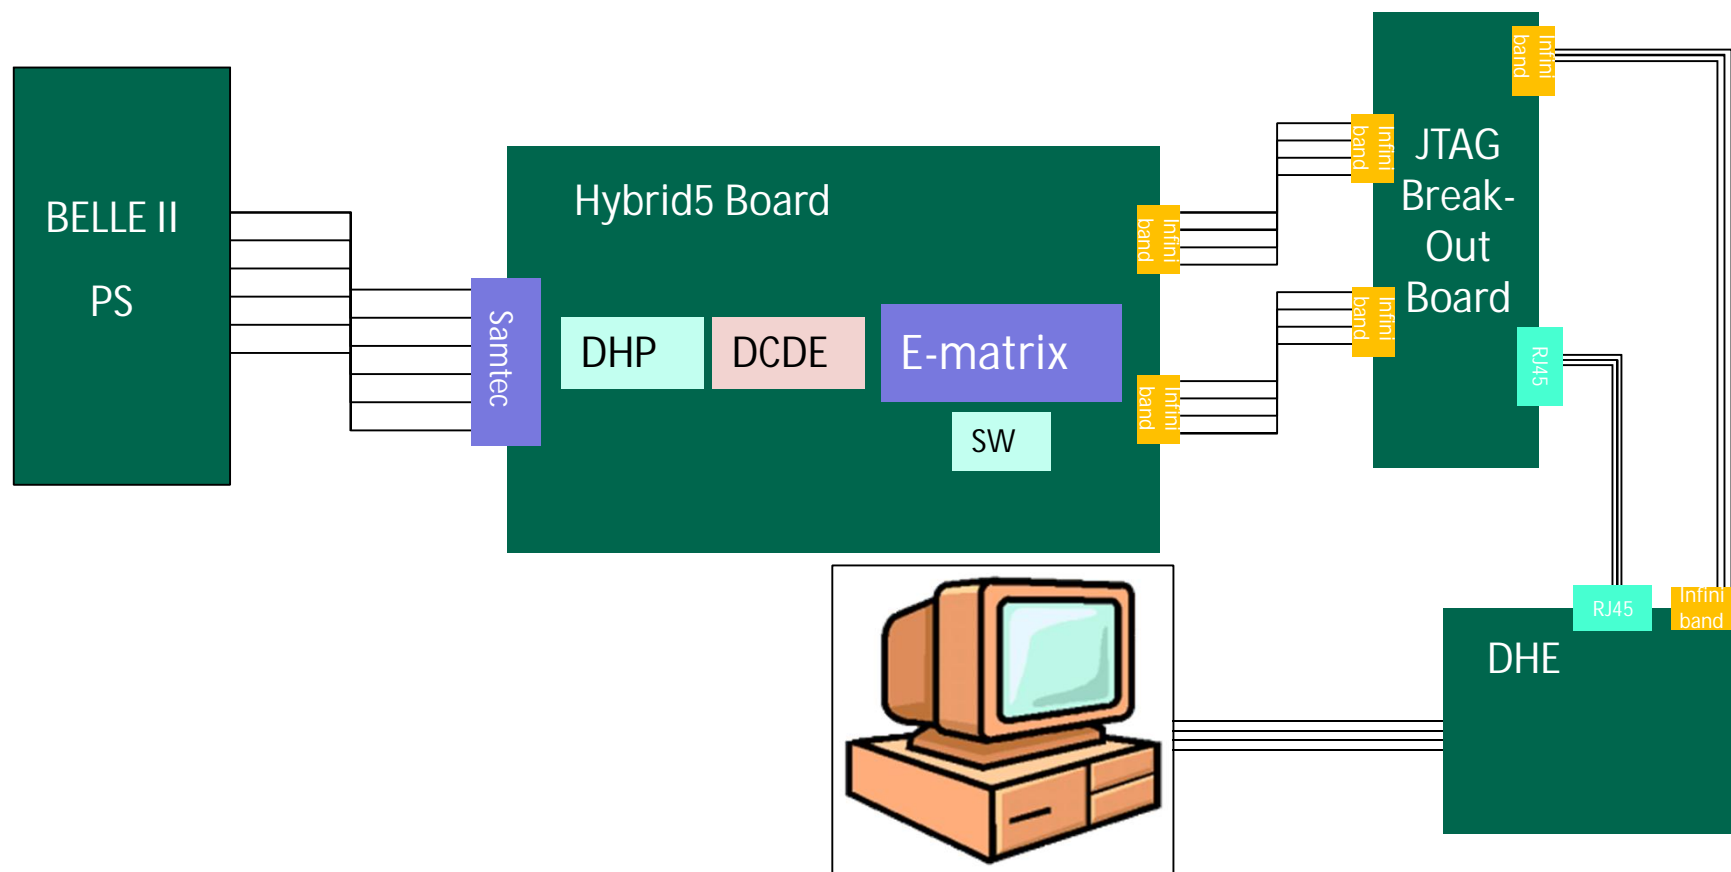 BELLE II
PS
Samtec
Hybrid5 Board
DHP
DCDE
E-matrix
SW
Infini
band
Infini
band
Infini
band
Infini
band
Infini
band
JTAG
Break-
Out
Board
RJ45
RJ45
Infini
band
DHE